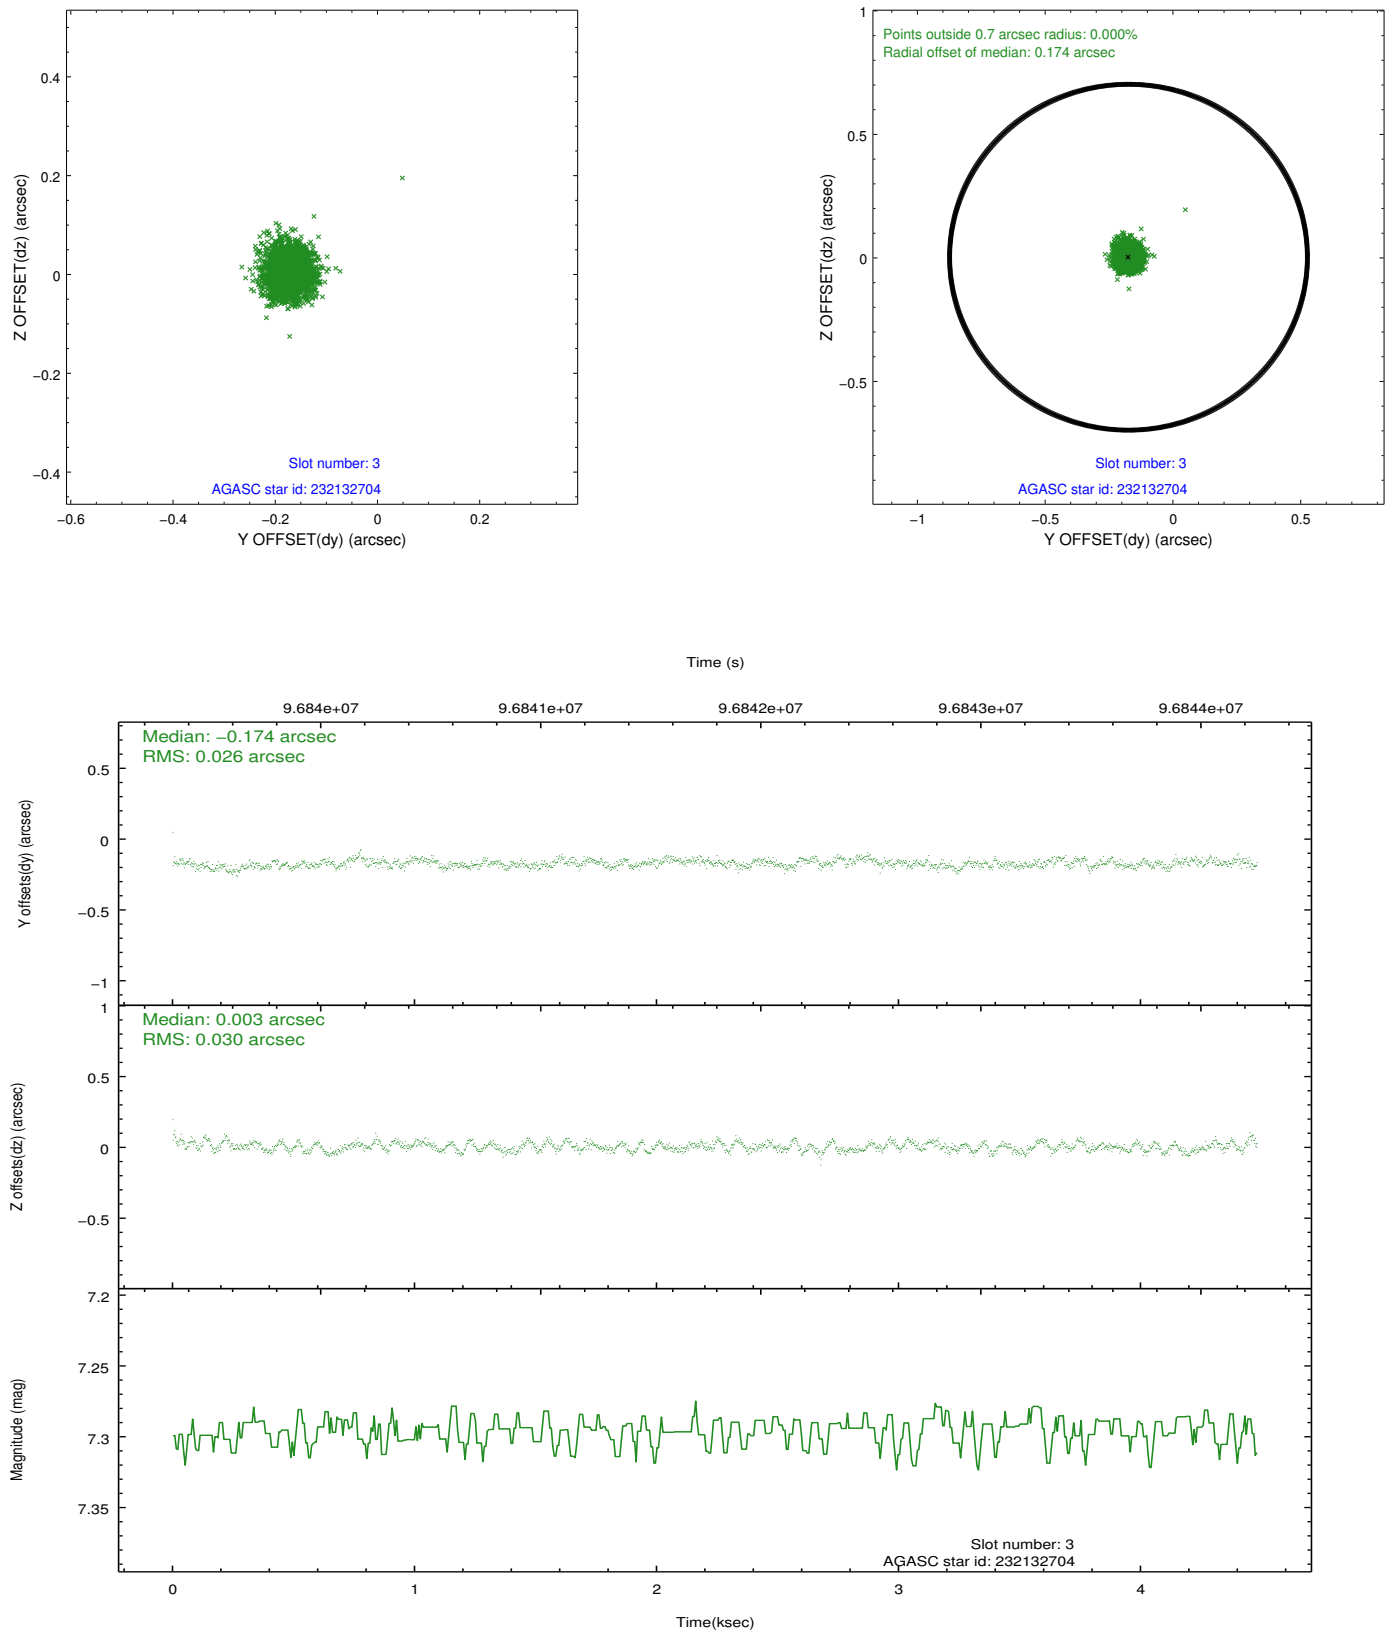 0.4
0.2
0
−0.2
−0.4
Z OFFSET(dz) (arcsec)
Slot number: 3
AGASC star id: 232132704
−0.6
−0.4
−0.2
0
0.2
Y OFFSET(dy) (arcsec)
Points outside 0.7 arcsec radius: 0.000%
Radial offset of median: 0.174 arcsec
1
0.5
0
−0.5
Z OFFSET(dz) (arcsec)
Slot number: 3
AGASC star id: 232132704
−1
−0.5
0
0.5
Y OFFSET(dy) (arcsec)
Time (s)
9.684e+07
9.6841e+07
9.6842e+07
9.6843e+07
9.6844e+07
Median: −0.174 arcsec
RMS: 0.026 arcsec
0.5
0
−0.5
−1
Y offsets(dy) (arcsec)
Median: 0.003 arcsec
RMS: 0.030 arcsec
1
0.5
0
−0.5
Z offsets(dz) (arcsec)
7.2
7.25
7.3
7.35
Magnitude (mag)
Slot number: 3
AGASC star id: 232132704
0
1
2
3
4
Time(ksec)